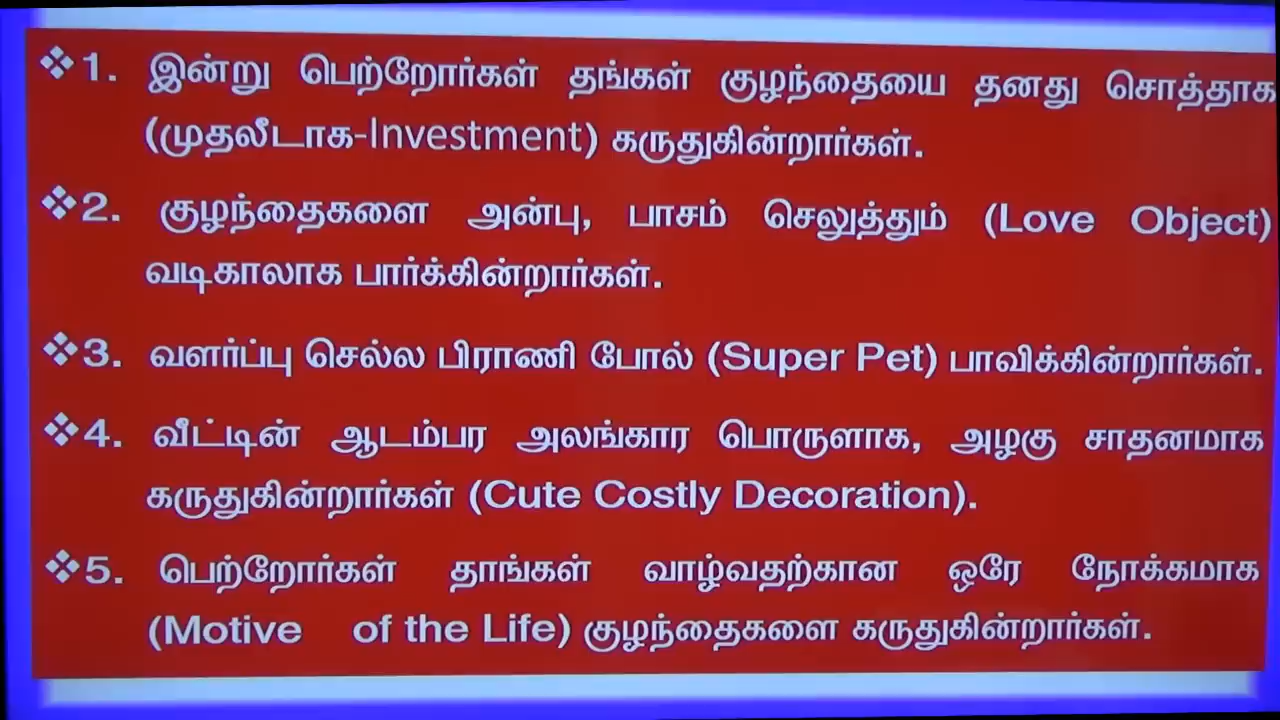 ❖1. இன்று பெற்றோர்கள் தங்கள் குழந்தையை தனது சொத்தாக
(முதலீடாக-Investment) கருதுகின்றார்கள்.
❖2. குழந்தைகளை அன்பு, பாசம் செலுத்தும் (Love Object)
வடிகாலாக பார்க்கின்றார்கள்.
❖3. வளர்ப்பு செல்ல பிராணி போல் (Super Pet) பாவிக்கின்றார்கள்.
❖4. வீட்டின் ஆடம்பர அலங்கார பொருளாக, அழகு சாதனமாக
கருதுகின்றார்கள் (Cute Costly Decoration).
❖5. பெற்றோர்கள் தாங்கள் வாழ்வதற்கான ஒரே நோக்கமாக
(Motive of the Life) குழந்தைகளை கருதுகின்றார்கள்.